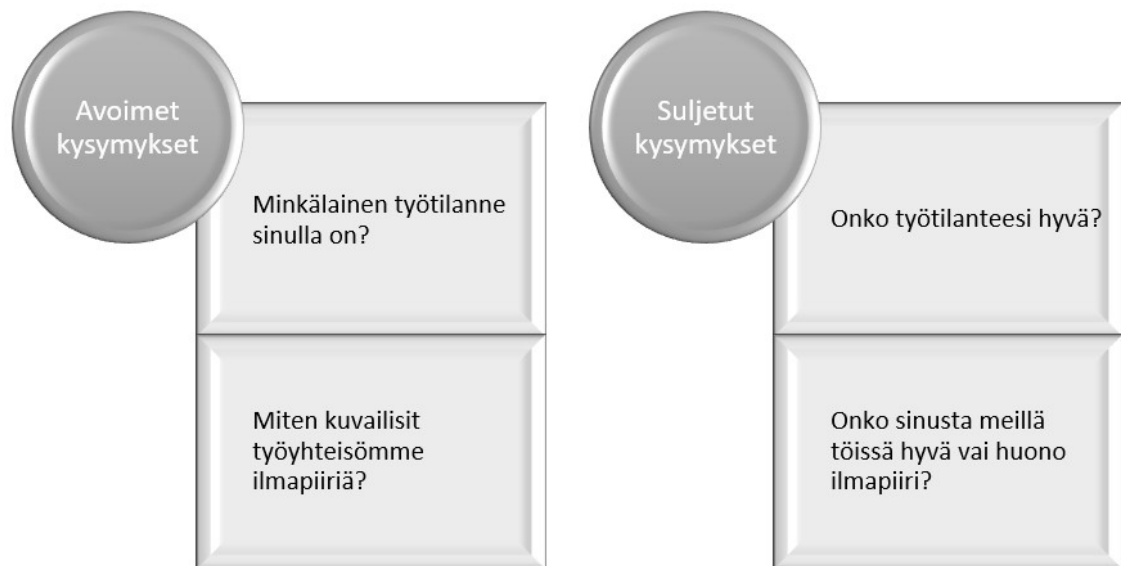 Avoimet
kysymykset
Minkälainen työtilanne
sinulla on?
Miten kuvailisit
työyhteisömme
ilmapiiriä?
Suljetut
kysymykset
Onko työtilanteesi hyvä?
Onko sinusta meillä
töissä hyvä vai huono
ilmapiiri?